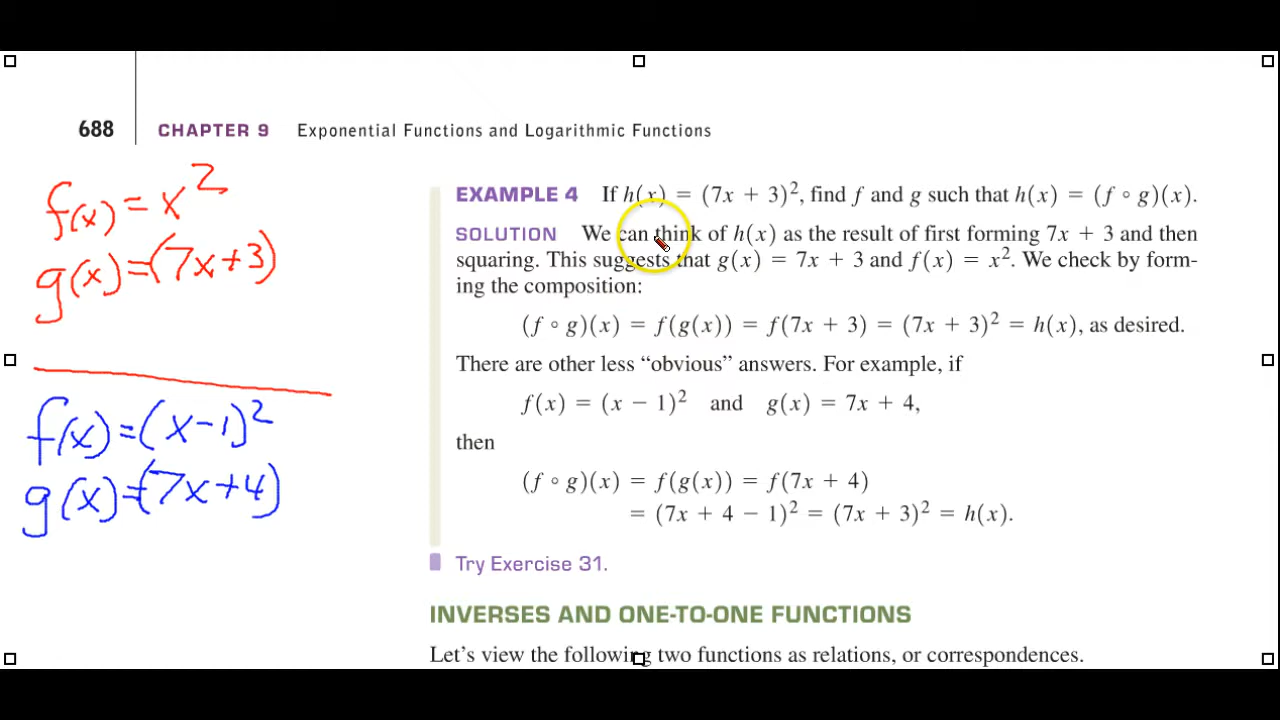 688 CHAPTER 9 Exponential Functions and Logarithmic Functions
f(x) = x²
g(x) = (7x+3)
f(x) = (x-1)²
g(x) = (7x+4)
EXAMPLE 4 If h(x) = (7x + 3)², find f and g such that h(x) = (f ∘ g)(x).
SOLUTION We can think of h(x) as the result of first forming 7x + 3 and then
squaring. This suggests that g(x) = 7x + 3 and f(x) = x². We check by form-
ing the composition:
(f ∘ g)(x) = f(g(x)) = f(7x + 3) = (7x + 3)² = h(x), as desired.
There are other less “obvious” answers. For example, if
f(x) = (x − 1)² and g(x) = 7x + 4,
then
(f ∘ g)(x) = f(g(x)) = f(7x + 4)
= (7x + 4 − 1)² = (7x + 3)² = h(x).
Try Exercise 31.
INVERSES AND ONE-TO-ONE FUNCTIONS
Let’s view the following two functions as relations, or correspondences.